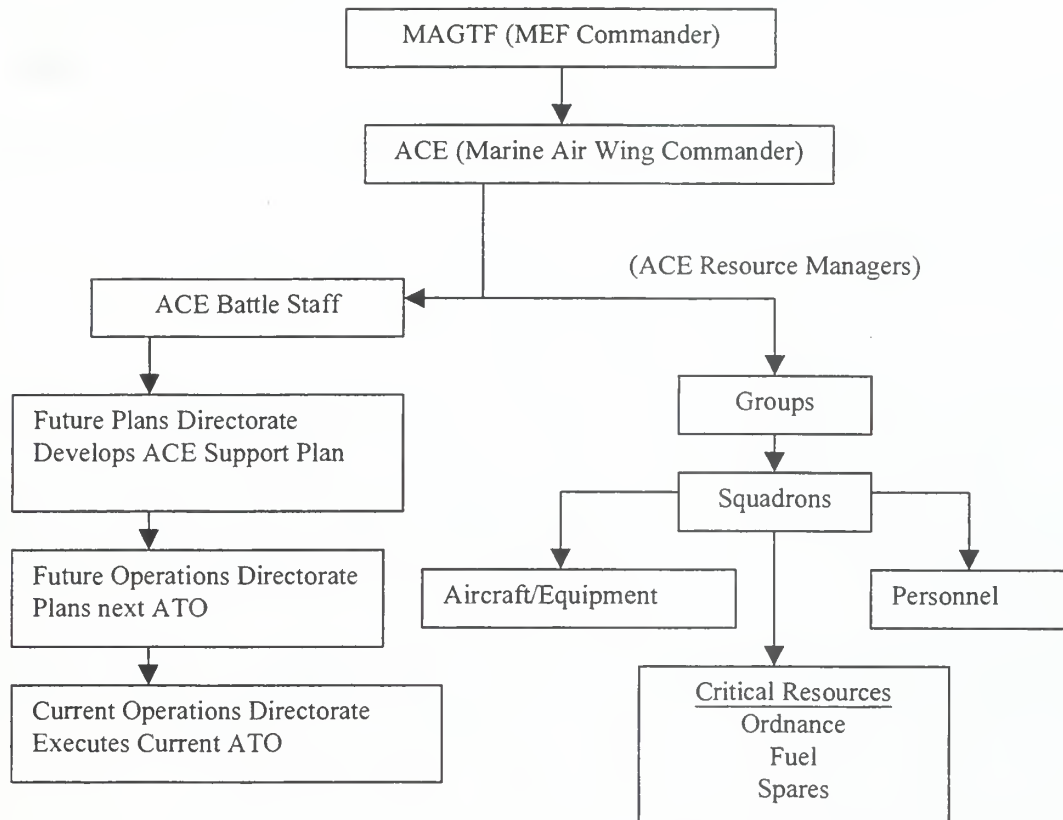 MAGTF (MEF Commander)
ACE (Marine Air Wing Commander)
(ACE Resource Managers)
ACE Battle Staff
Future Plans Directorate
Develops ACE Support Plan
Groups
Squadrons
Future Operations Directorate
Plans next ATO
Aircraft/Equipment
Personnel
Current Operations Directorate
Executes Current ATO
Critical Resources
Ordnance
Fuel
Spares